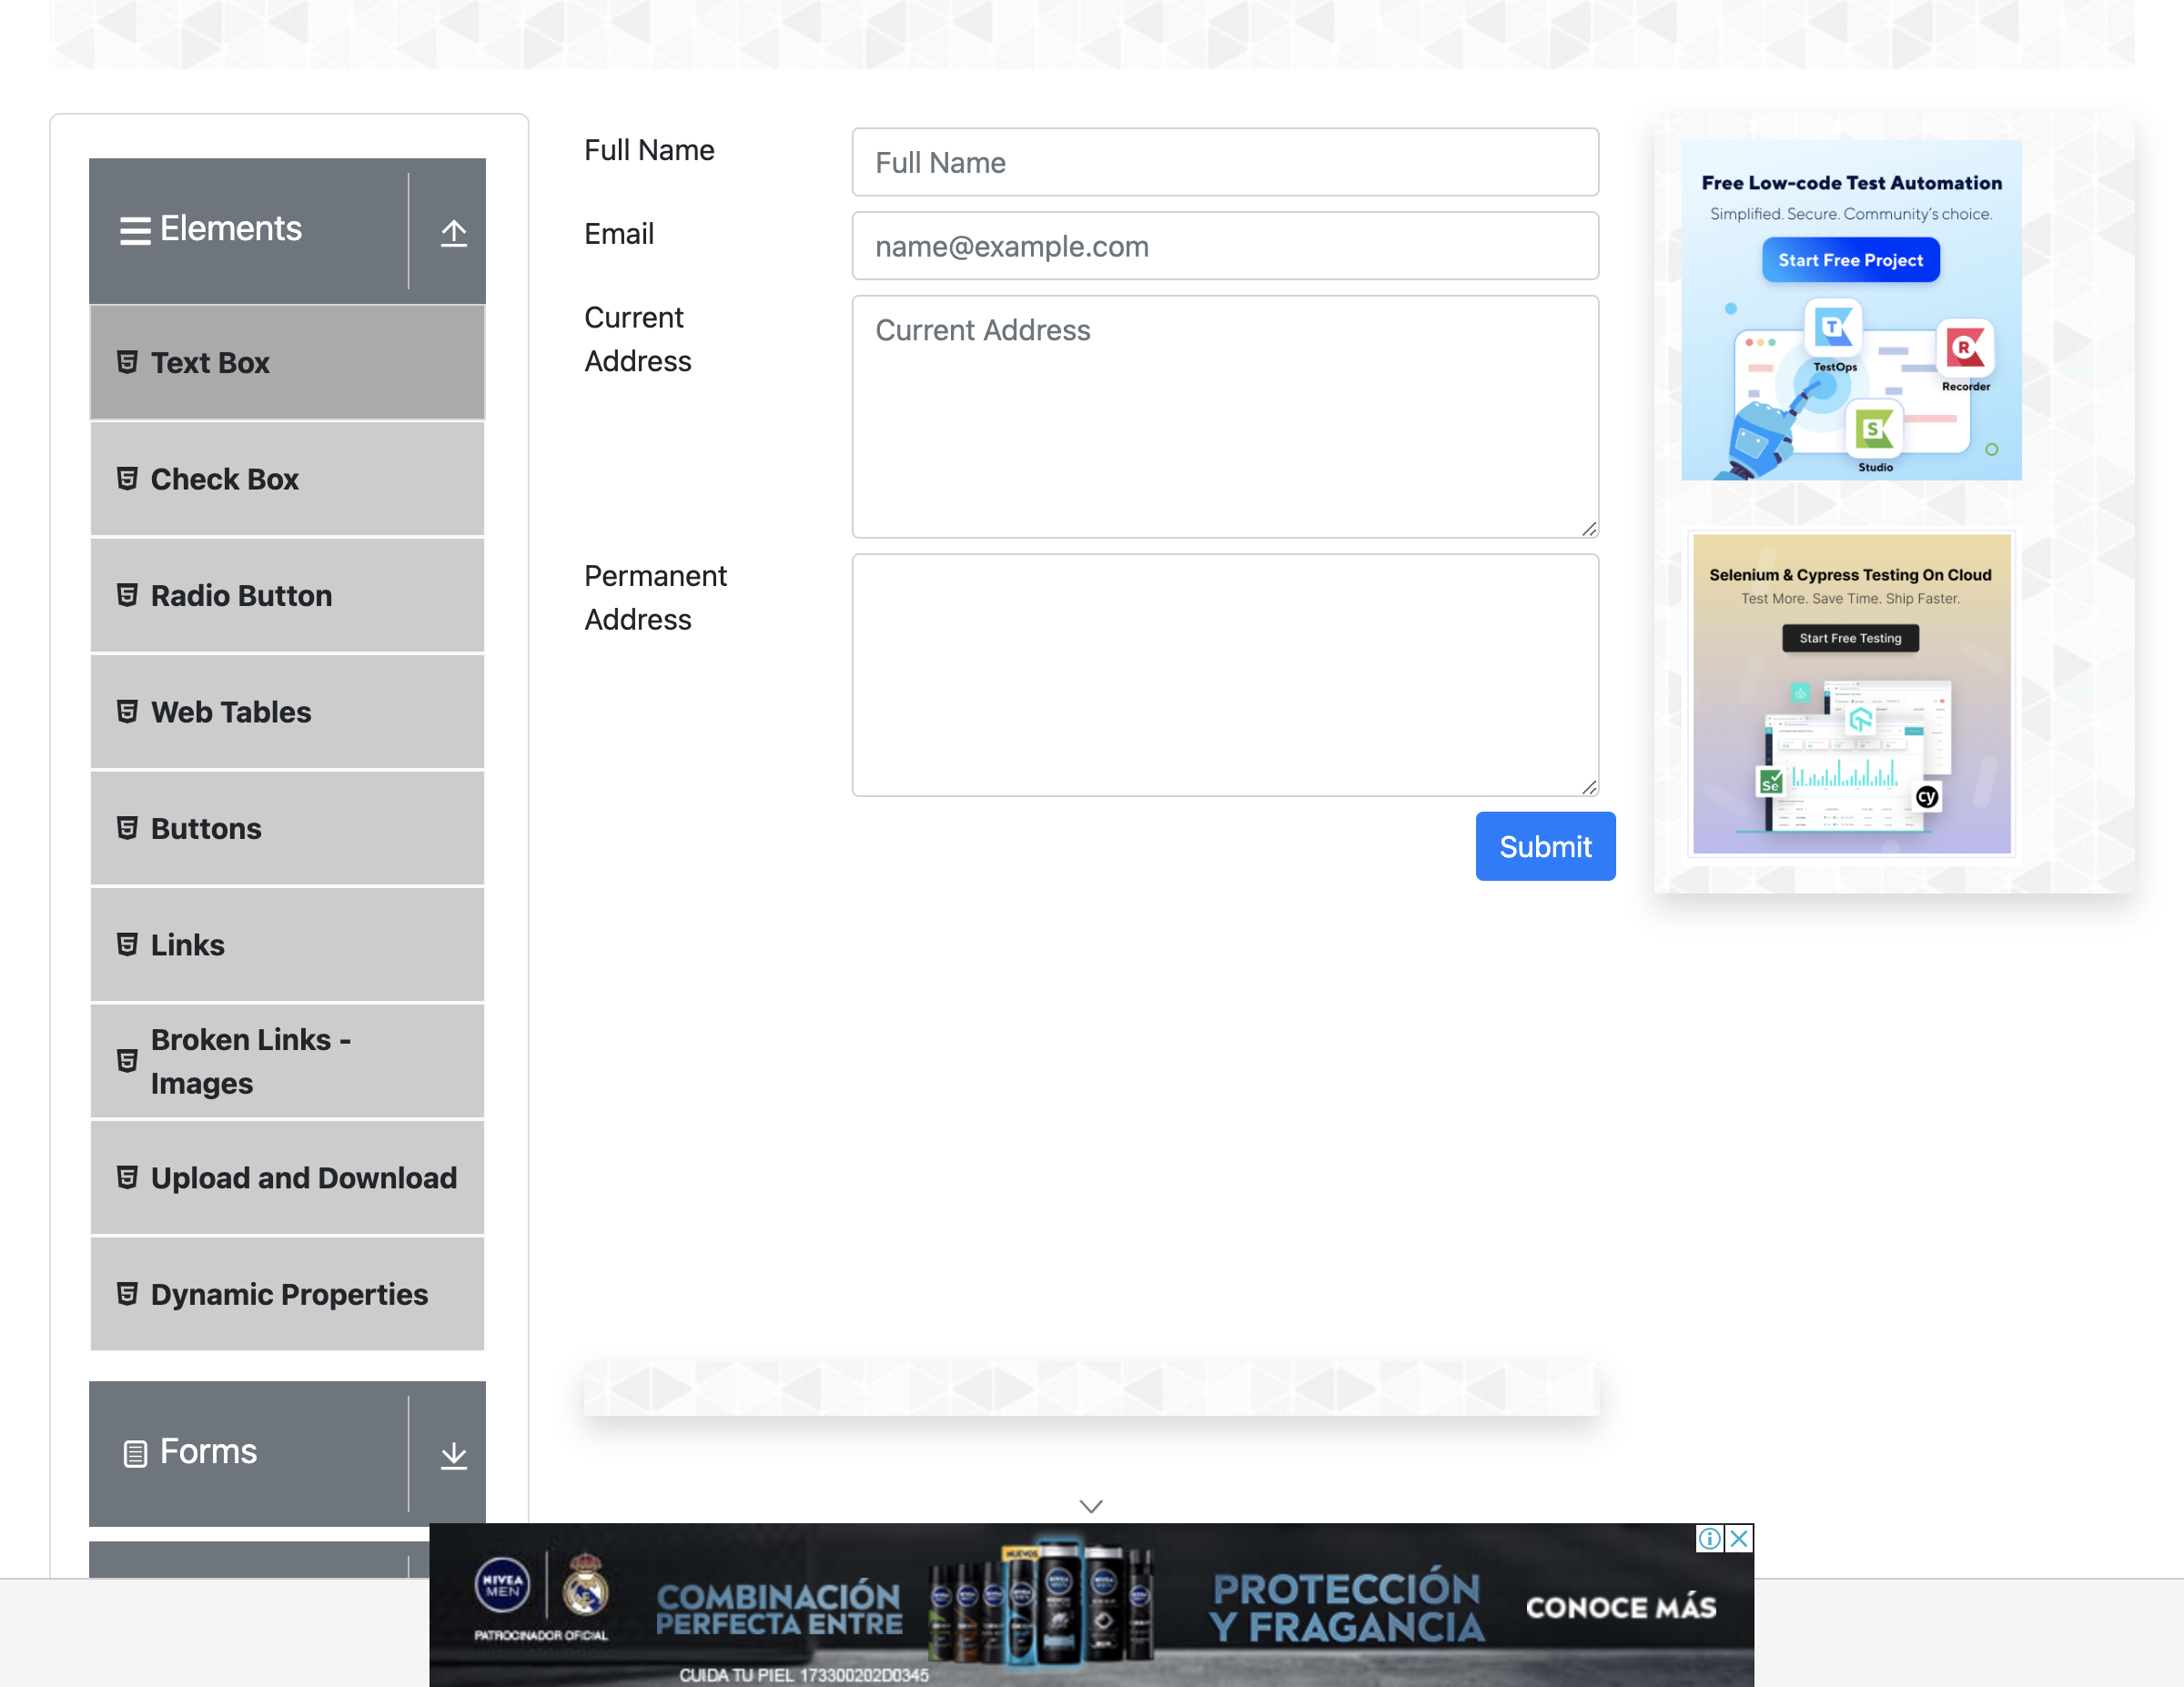 Elements
Text Box
Check Box
Radio Button
Web Tables
Buttons
Links
Broken Links -
Images
Upload and Download
Dynamic Properties
Forms
Full Name
Full Name
Email
name@example.com
Current
Address
Current Address
Permanent
Address
Submit
Free Low-code Test Automation
Simplified. Secure. Community's choice.
Start Free Project
T
TestOps
R
Recorder
S
Studio
Selenium & Cypress Testing On Cloud
Test More. Save Time. Ship Faster.
Start Free Testing
Se
cy
NIVEA
MEN
PATROCINADOR OFICIAL
COMBINACIÓN
PERFECTA ENTRE
NUEVOS
PROTECCIÓN
Y FRAGANCIA
CONOCE MÁS
CUIDA TU PIEL 173300202D0345